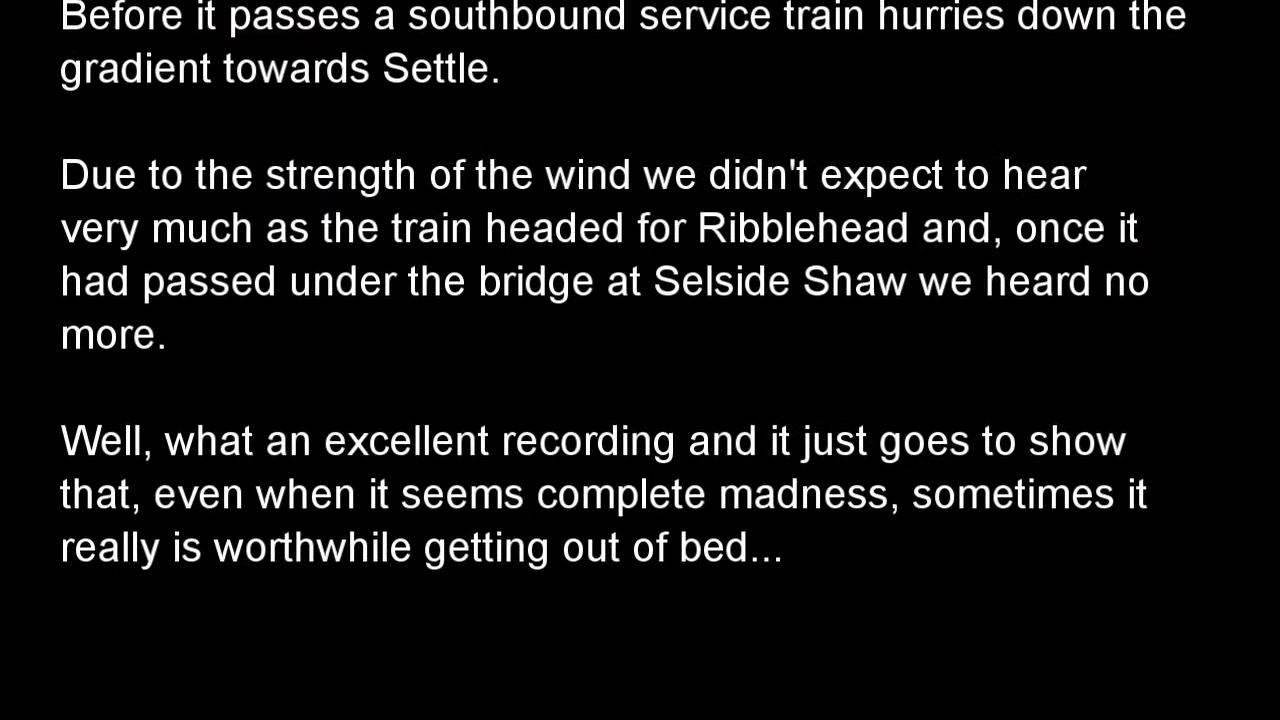 Before it passes a southbound service train hurries down the
gradient towards Settle.
Due to the strength of the wind we didn't expect to hear
very much as the train headed for Ribblehead and, once it
had passed under the bridge at Selside Shaw we heard no
more.
Well, what an excellent recording and it just goes to show
that, even when it seems complete madness, sometimes it
really is worthwhile getting out of bed...